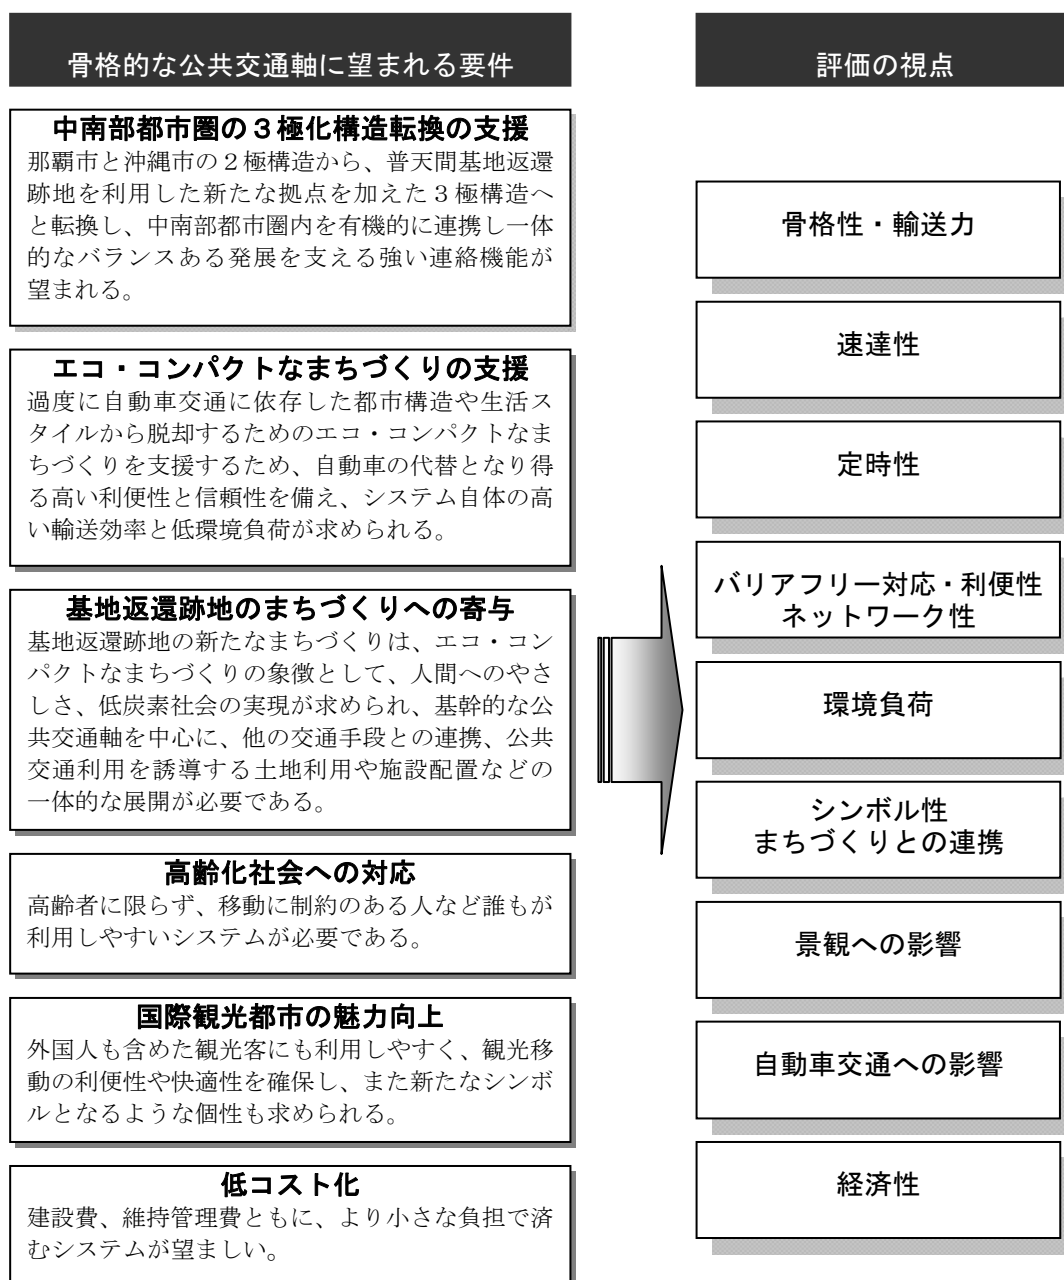 骨格的な公共交通軸に望まれる要件
中南部都市圏の３極化構造転換の支援
那覇市と沖縄市の２極構造から、普天間基地返還
跡地を利用した新たな拠点を加えた３極構造へ
と転換し、中南部都市圏内を有機的に連携し一体
的なバランスある発展を支える強い連絡機能が
望まれる。
エコ・コンパクトなまちづくりの支援
過度に自動車交通に依存した都市構造や生活ス
タイルから脱却するためのエコ・コンパクトなま
ちづくりを支援するため、自動車の代替となり得
る高い利便性と信頼性を備え、システム自体の高
い輸送効率と低環境負荷が求められる。
基地返還跡地のまちづくりへの寄与
基地返還跡地の新たなまちづくりは、エコ・コン
パクトなまちづくりの象徴として、人間へのやさ
しさ、低炭素社会の実現が求められ、基幹的な公
共交通軸を中心に、他の交通手段との連携、公共
交通利用を誘導する土地利用や施設配置などの
一体的な展開が必要である。
高齢化社会への対応
高齢者に限らず、移動に制約のある人など誰もが
利用しやすいシステムが必要である。
国際観光都市の魅力向上
外国人も含めた観光客にも利用しやすく、観光移
動の利便性や快適性を確保し、また新たなシンボ
ルとなるような個性も求められる。
低コスト化
建設費、維持管理費ともに、より小さな負担で済
むシステムが望ましい。
評価の視点
骨格性・輸送力
速達性
定時性
バリアフリー対応・利便性
ネットワーク性
環境負荷
シンボル性
まちづくりとの連携
景観への影響
自動車交通への影響
経済性